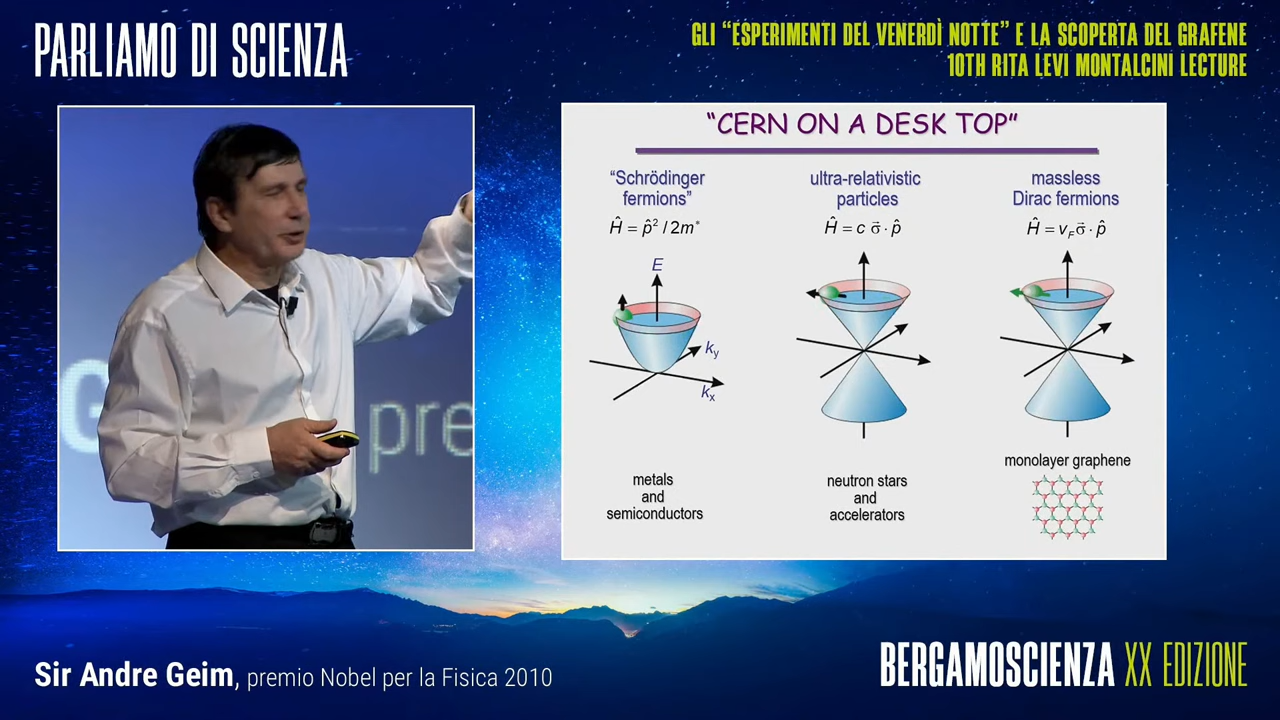 PARLIAMO DI SCIENZA
GLI “ESPERIMENTI DEL VENERDÌ NOTTE” E LA SCOPERTA DEL GRAFENE
10TH RITA LEVI MONTALCINI LECTURE
G
pre
“CERN ON A DESK TOP”
“Schrödinger
fermions”
Ĥ = p̂² / 2m*
E
k_y
k_x
metals
and
semiconductors
ultra-relativistic
particles
Ĥ = c σ⃗ · p̂
neutron stars
and
accelerators
massless
Dirac fermions
Ĥ = v_F σ⃗ · p̂
monolayer graphene
Sir Andre Geim, premio Nobel per la Fisica 2010
BERGAMOSCIENZA XX EDIZIONE